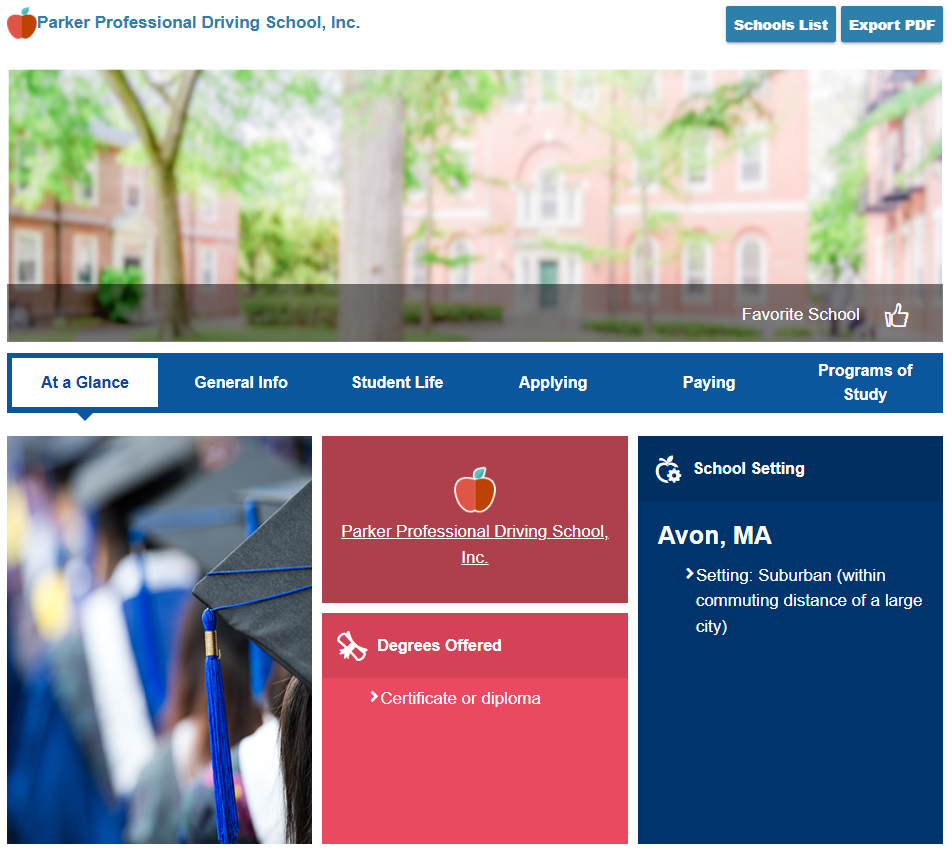 Parker Professional Driving School, Inc.
Schools List
Export PDF
Favorite School
At a Glance
General Info
Student Life
Applying
Paying
Programs of
Study
Parker Professional Driving School,
Inc.
Degrees Offered
Certificate or diploma
School Setting
Avon, MA
Setting: Suburban (within
commuting distance of a large
city)